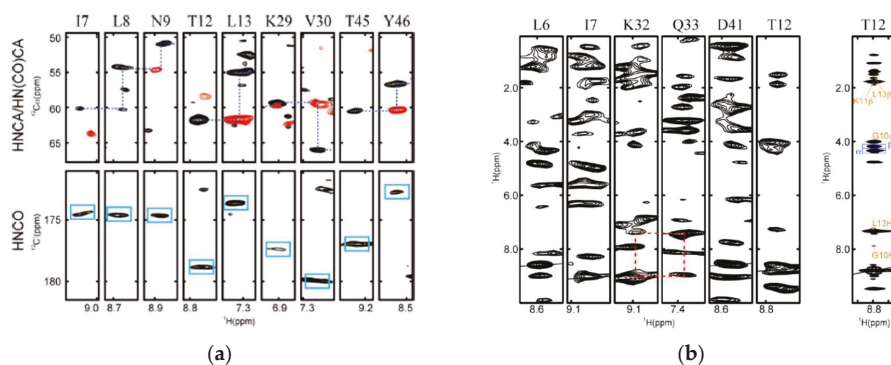 I7 L8 N9 T12 L13 K29 V30 T45 Y46
HNCA/HN(CO)CA
¹³Cα(ppm)
50
55
60
65
HNCO
¹³C'(ppm)
175
180
9.0 8.7 8.9 8.8 7.3 6.9 7.3 9.2 8.5
¹H(ppm)
(a)
L6 I7 K32 Q33 D41 T12 T12
¹H(ppm)
2.0
4.0
6.0
8.0
8.6 9.1 9.1 7.4 8.6 8.8
¹H(ppm)
¹H(ppm)
2.0
4.0
6.0
8.0
L13β
K11β
G10
L13H
G10H
8.8
¹H(ppm)
(b)